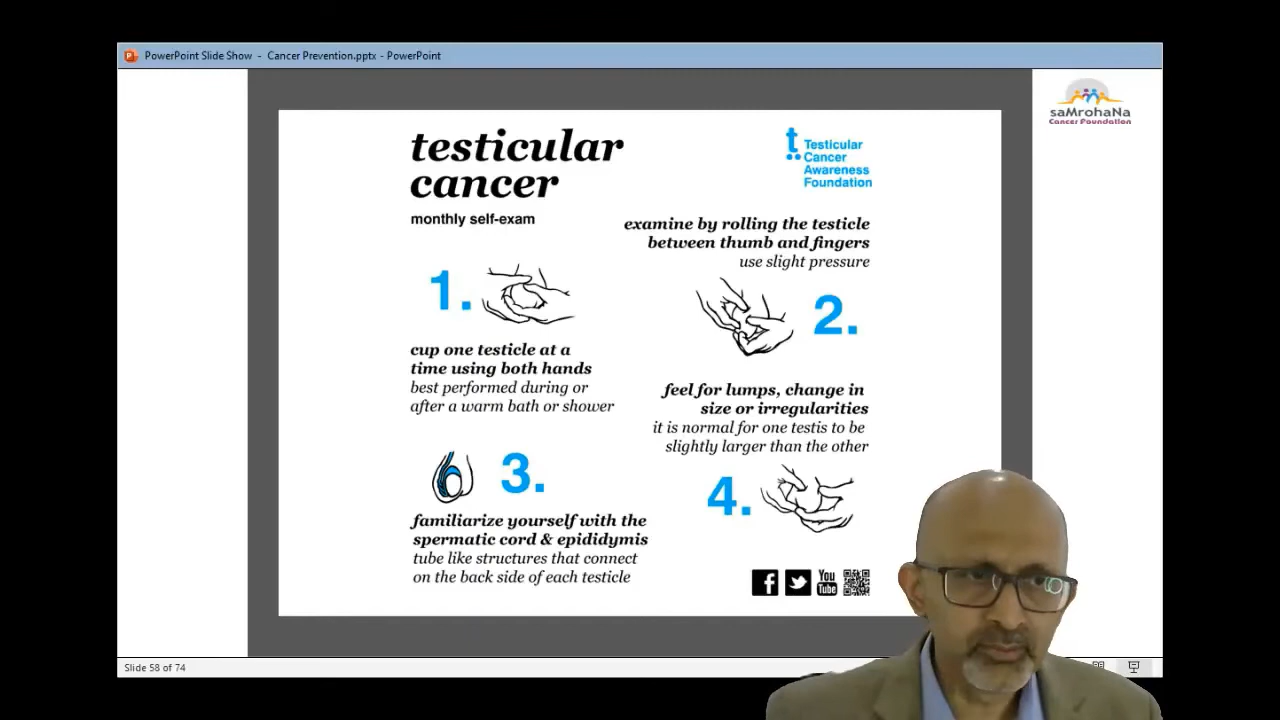 PowerPoint Slide Show - Cancer Prevention.pptx - PowerPoint
saMrohaNa
Cancer Foundation
testicular
cancer
monthly self-exam
t
Testicular
Cancer
Awareness
Foundation
1.
cup one testicle at a
time using both hands
best performed during or
after a warm bath or shower
examine by rolling the testicle
between thumb and fingers
use slight pressure
2.
3.
familiarize yourself with the
spermatic cord & epididymis
tube like structures that connect
on the back side of each testicle
feel for lumps, change in
size or irregularities
it is normal for one testis to be
slightly larger than the other
4.
f
You
Tube
Slide 58 of 74